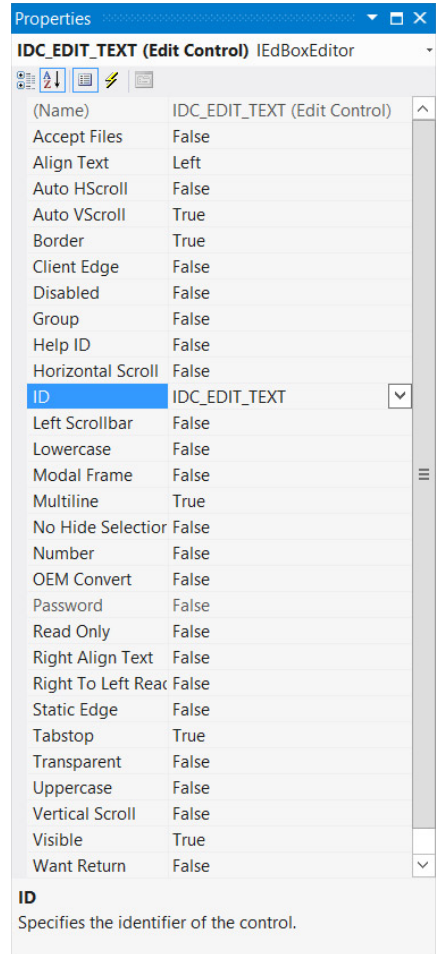 Properties
IDC_EDIT_TEXT (Edit Control) IEdBoxEditor
(Name) IDC_EDIT_TEXT (Edit Control)
Accept Files False
Align Text Left
Auto HScroll False
Auto VScroll True
Border True
Client Edge False
Disabled False
Group False
Help ID False
Horizontal Scroll False
ID IDC_EDIT_TEXT
Left Scrollbar False
Lowercase False
Modal Frame False
Multiline True
No Hide Selection False
Number False
OEM Convert False
Password False
Read Only False
Right Align Text False
Right To Left Reac False
Static Edge False
Tabstop True
Transparent False
Uppercase False
Vertical Scroll False
Visible True
Want Return False
ID
Specifies the identifier of the control.